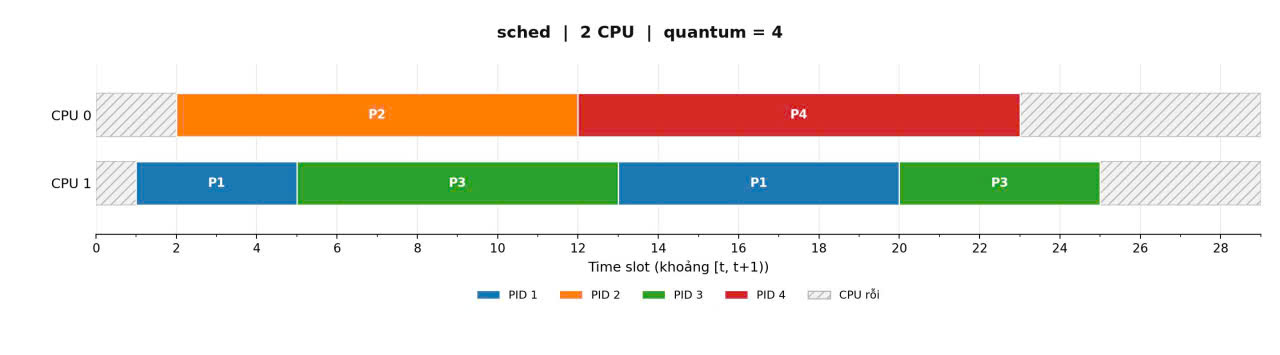 sched | 2 CPU | quantum = 4
CPU 0
P2
P4
CPU 1
P1
P3
P1
P3
0 2 4 6 8 10 12 14 16 18 20 22 24 26 28
Time slot (khoảng [t, t+1))
PID 1 PID 2 PID 3 PID 4 CPU rỗi